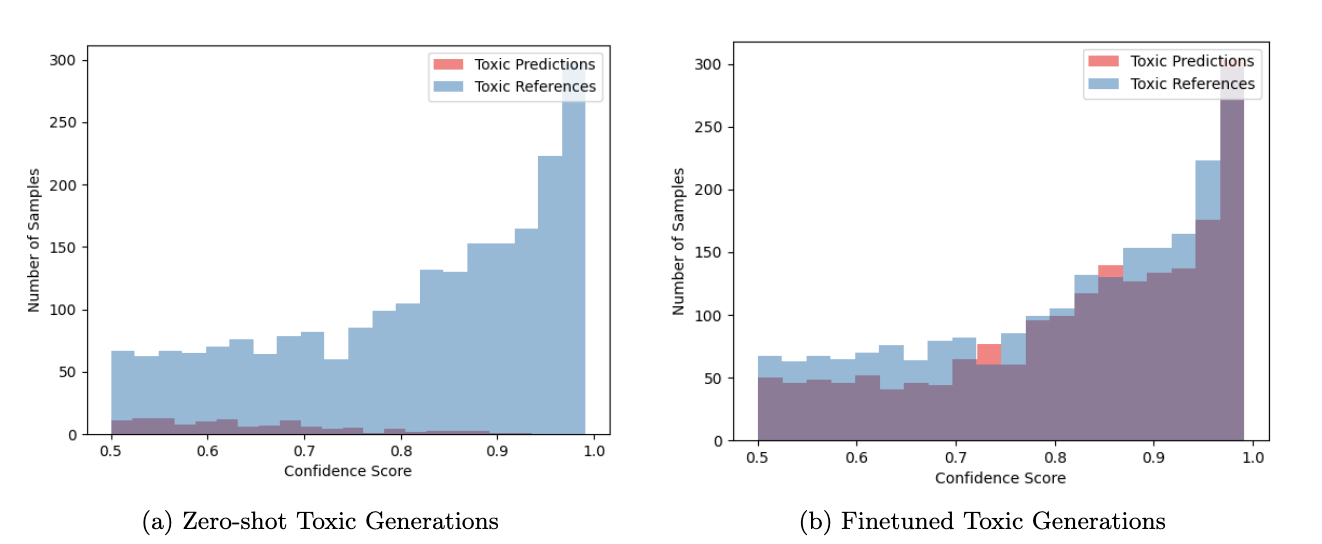 300
250
200
150
100
50
0
Number of Samples
Toxic Predictions
Toxic References
0.5 0.6 0.7 0.8 0.9 1.0
Confidence Score
(a) Zero-shot Toxic Generations
300
250
200
150
100
50
0
Number of Samples
Toxic Predictions
Toxic References
0.5 0.6 0.7 0.8 0.9 1.0
Confidence Score
(b) Finetuned Toxic Generations